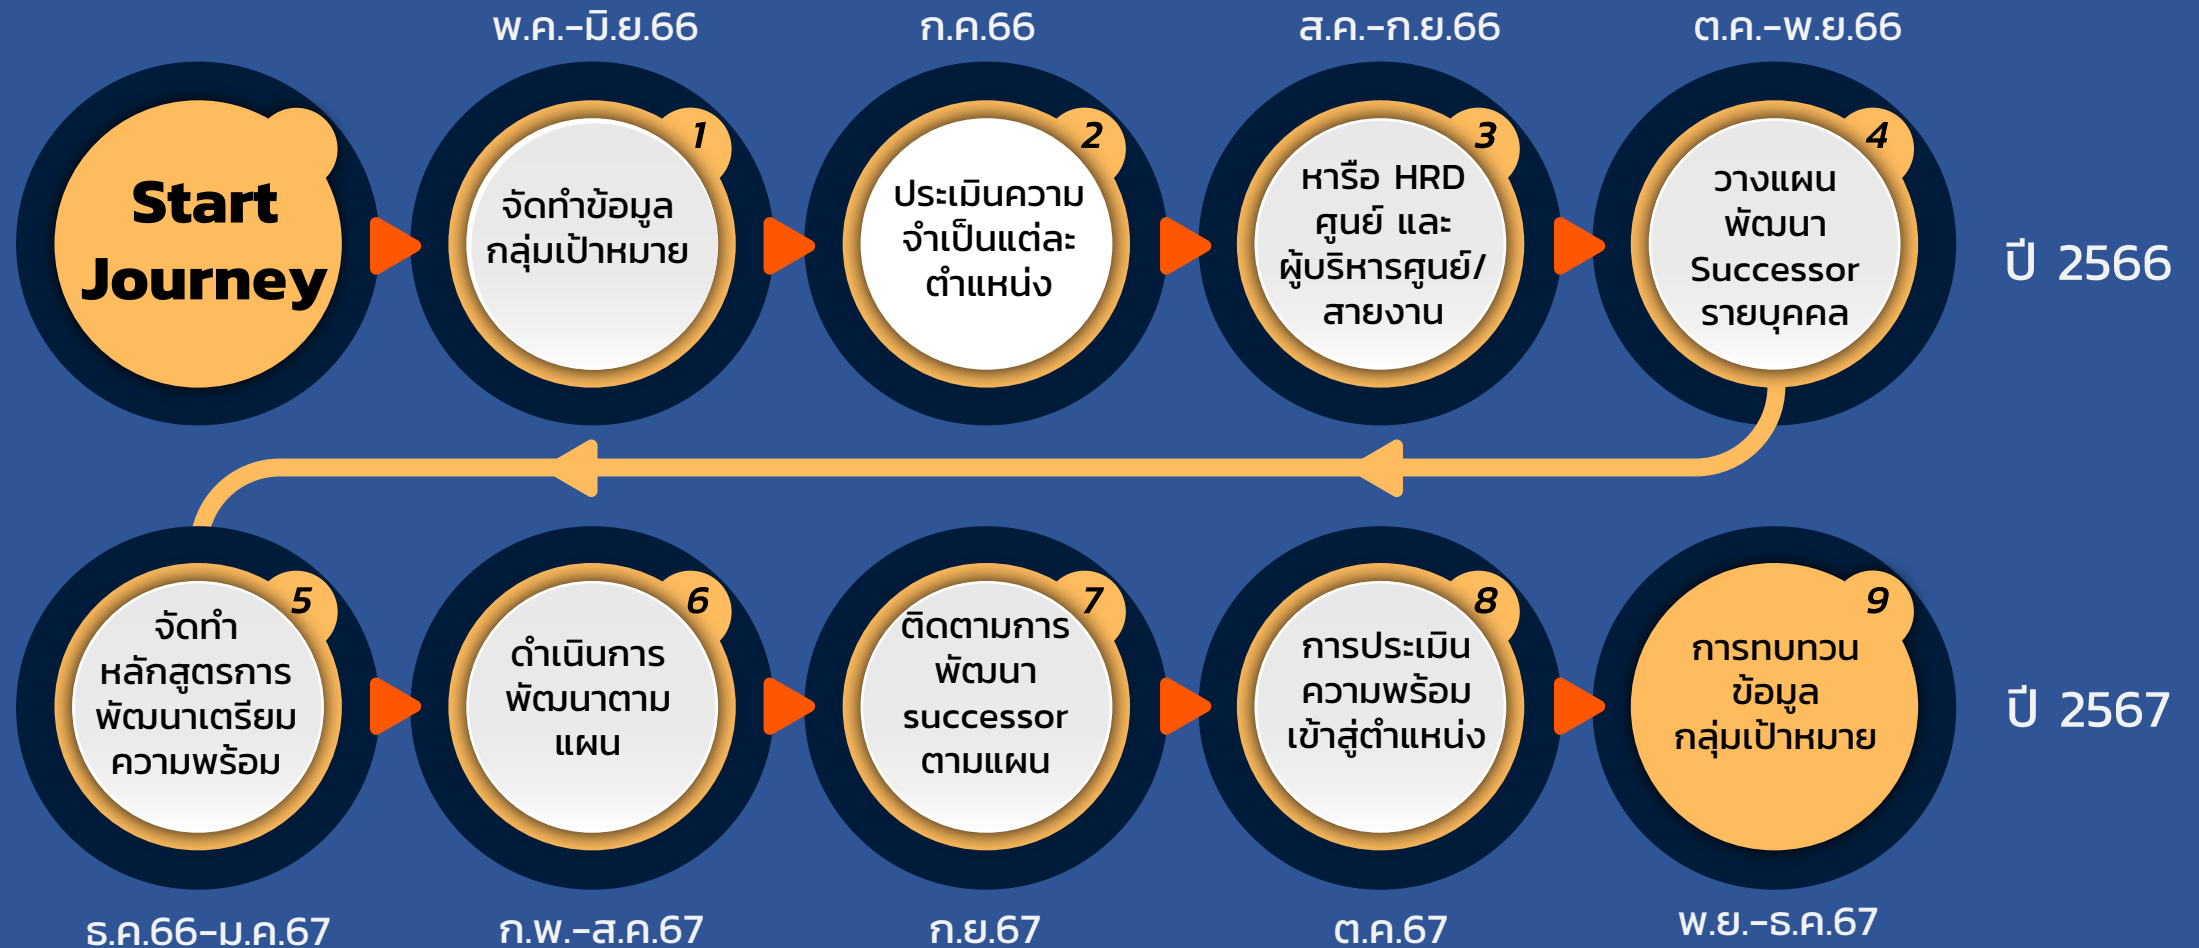 พ.ค.-มิ.ย.66
ก.ค.66
ส.ค.-ก.ย.66
ต.ค.-พ.ย.66
Start
Journey
1
จัดทำข้อมูล
กลุ่มเป้าหมาย
2
ประเมินความ
จำเป็นแต่ละ
ตำแหน่ง
3
หารือ HRD
ศูนย์ และ
ผู้บริหารศูนย์/
สายงาน
4
วางแผน
พัฒนา
Successor
รายบุคคล
ปี 2566
5
จัดทำ
หลักสูตรการ
พัฒนาเตรียม
ความพร้อม
6
ดำเนินการ
พัฒนาตาม
แผน
7
ติดตามการ
พัฒนา
successor
ตามแผน
8
การประเมิน
ความพร้อม
เข้าสู่ตำแหน่ง
9
การทบทวน
ข้อมูล
กลุ่มเป้าหมาย
ปี 2567
ธ.ค.66-ม.ค.67
ก.พ.-ส.ค.67
ก.ย.67
ต.ค.67
พ.ย.-ธ.ค.67